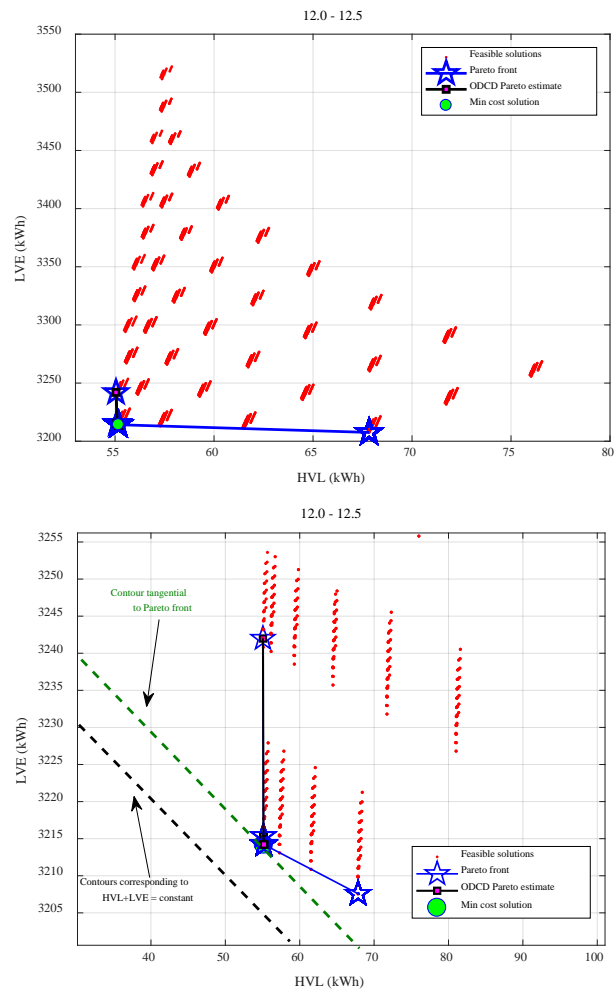 12.0 - 12.5
3550
3500
3450
3400
3350
3300
3250
3200
LVE (kWh)
Feasible solutions
Pareto front
ODCD Pareto estimate
Min cost solution
55
60
65
70
75
80
HVL (kWh)
12.0 - 12.5
3255
3250
3245
3240
3235
3230
3225
3220
3215
3210
3205
LVE (kWh)
Contour tangential
to Pareto front
Contours corresponding to
HVL+LVE = constant
Feasible solutions
Pareto front
ODCD Pareto estimate
Min cost solution
40
50
60
70
80
90
100
HVL (kWh)